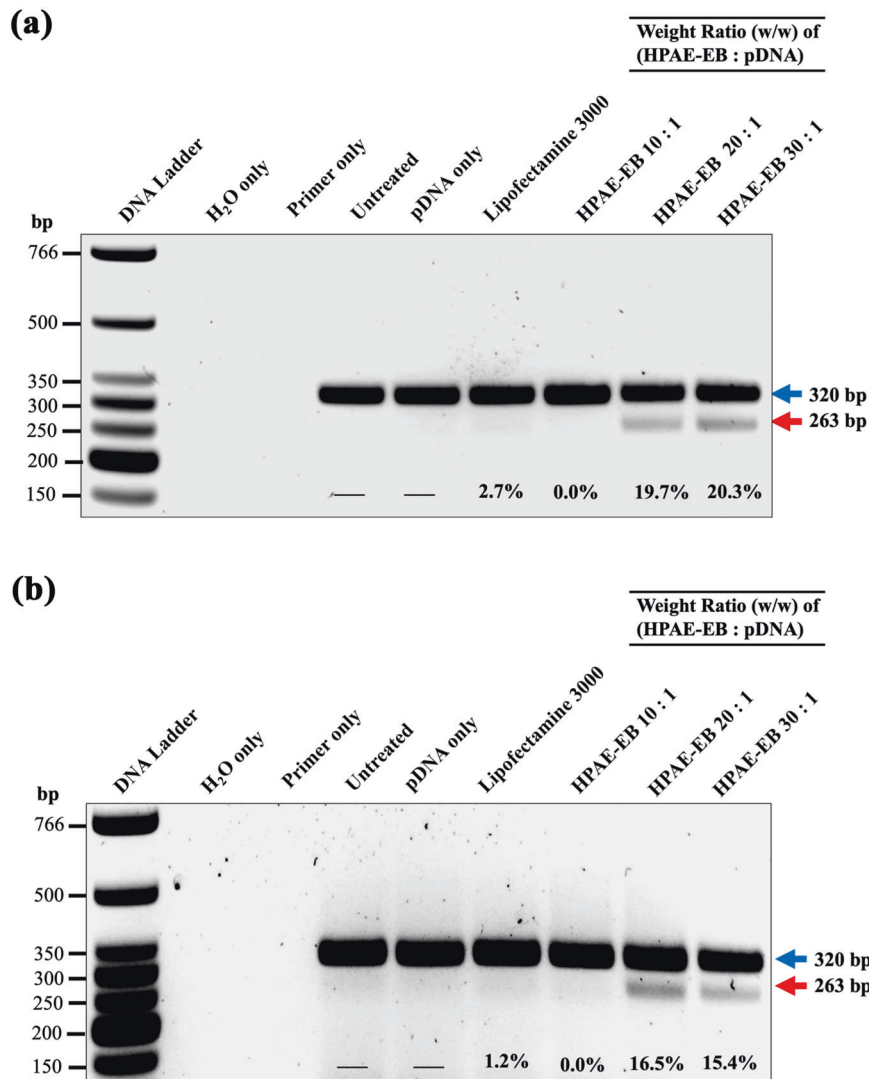 (a)
Weight Ratio (w/w) of
(HPAE-EB : pDNA)
DNA Ladder
H₂O only
Primer only
Untreated
pDNA only
Lipofectamine 3000
HPAE-EB 10 : 1
HPAE-EB 20 : 1
HPAE-EB 30 : 1
bp
766
500
350
300
250
200
150
320 bp
263 bp
— — 2.7% 0.0% 19.7% 20.3%
(b)
Weight Ratio (w/w) of
(HPAE-EB : pDNA)
DNA Ladder
H₂O only
Primer only
Untreated
pDNA only
Lipofectamine 3000
HPAE-EB 10 : 1
HPAE-EB 20 : 1
HPAE-EB 30 : 1
bp
766
500
350
300
250
200
150
320 bp
263 bp
— — 1.2% 0.0% 16.5% 15.4%